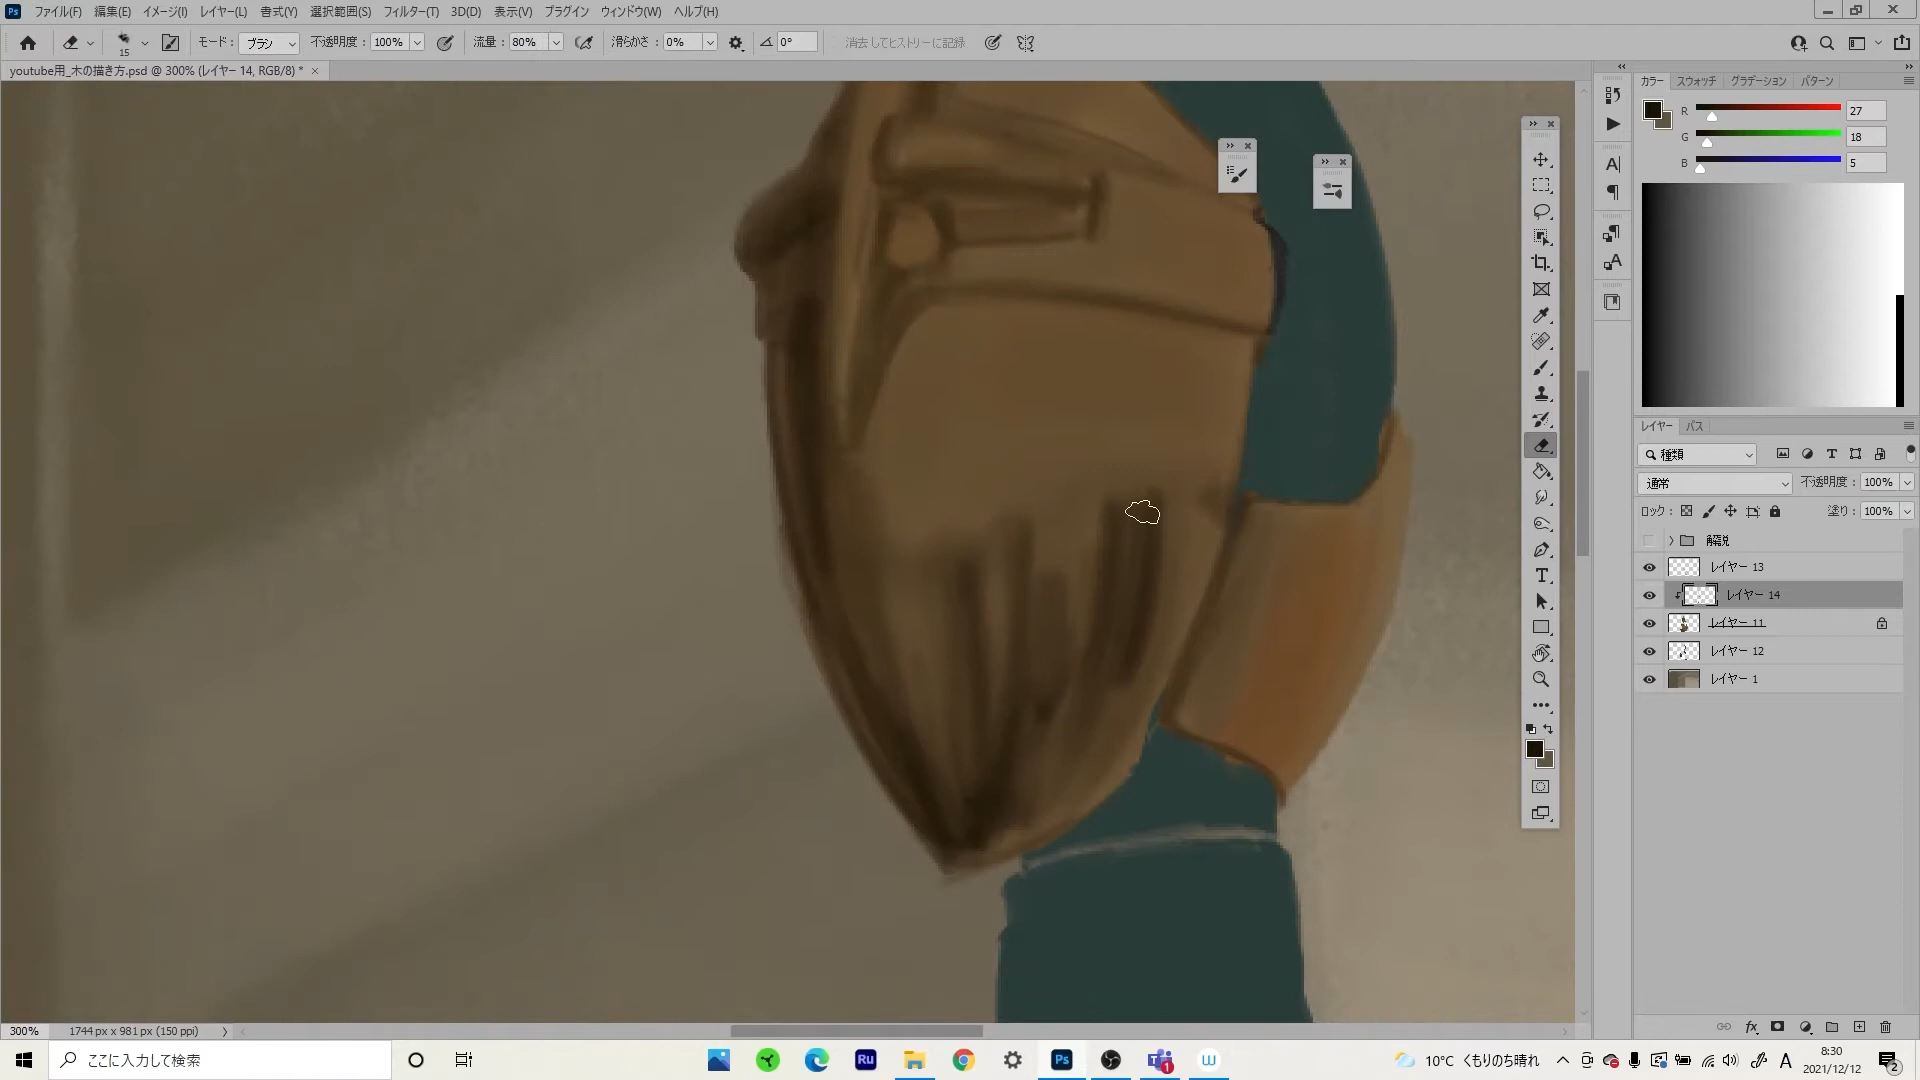 Ps ファイル(F) 編集(E) イメージ(I) レイヤー(L) 書式(Y) 選択範囲(S) フィルター(T) 3D(D) 表示(V) プラグイン ウィンドウ(W) ヘルプ(H)
15 モード： ブラシ 不透明度： 100% 流量： 80% 滑らかさ： 0% 0° 消去してヒストリーに記録
youtube用_木の描き方.psd @ 300% (レイヤー 14, RGB/8) * ×
カラー スウォッチ グラデーション パターン
R 27
G 18
B 5
レイヤー パス
種類
通常 不透明度： 100%
ロック： 塗り： 100%
解説
レイヤー 13
レイヤー 14
レイヤー 11
レイヤー 12
レイヤー 1
300% 1744 px x 981 px (150 ppi)
ここに入力して検索
Ru Ps 1 W
10°C くもりのち晴れ A 8:30
2021/12/12 2